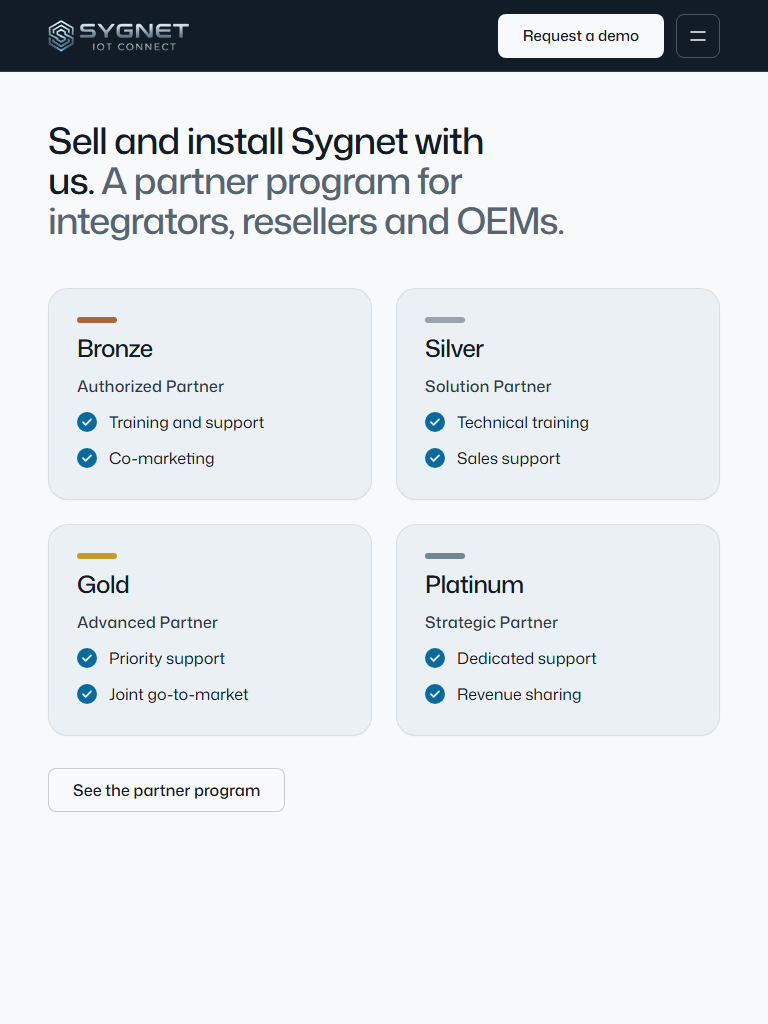 SYGNET
IOT CONNECT
Request a demo
Sell and install Sygnet with
us. A partner program for
integrators, resellers and OEMs.
Bronze
Authorized Partner
Training and support
Co-marketing
Silver
Solution Partner
Technical training
Sales support
Gold
Advanced Partner
Priority support
Joint go-to-market
Platinum
Strategic Partner
Dedicated support
Revenue sharing
See the partner program